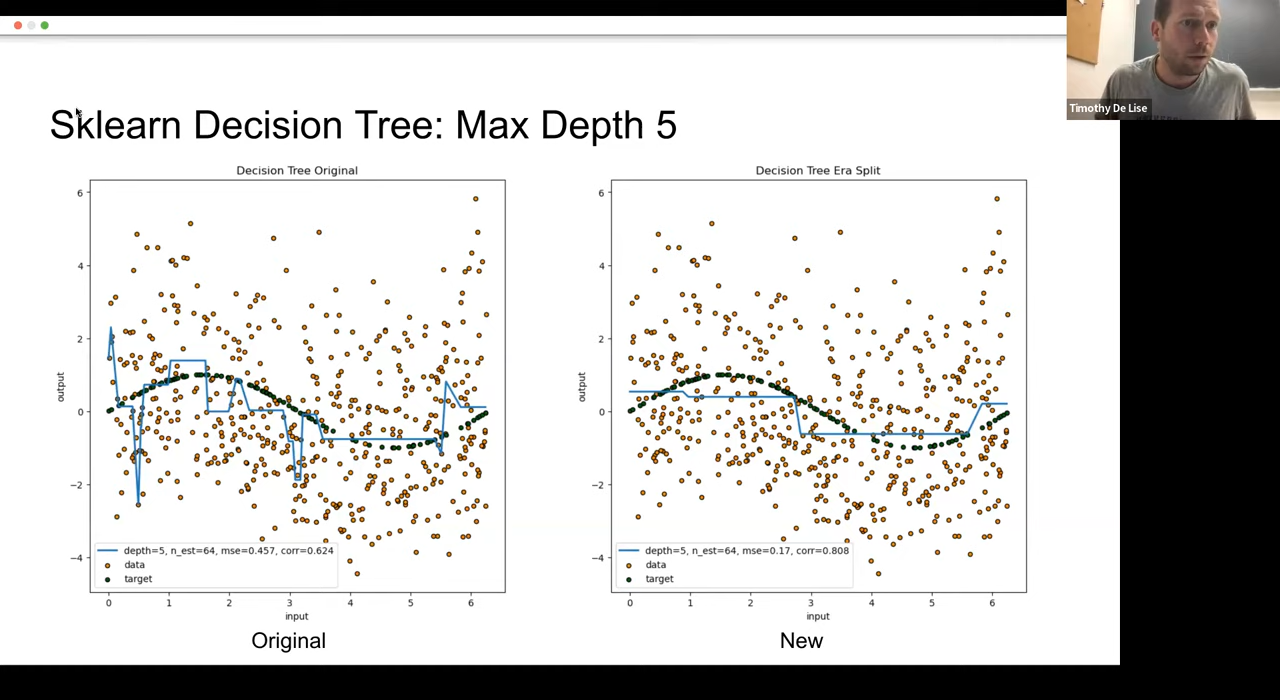 Timothy De Lise
Sklearn Decision Tree: Max Depth 5
Decision Tree Original
6
4
2
0
−2
−4
output
depth=5, n_est=64, mse=0.457, corr=0.624
data
target
0 1 2 3 4 5 6
input
Original
Decision Tree Era Split
6
4
2
0
−2
−4
output
depth=5, n_est=64, mse=0.17, corr=0.808
data
target
0 1 2 3 4 5 6
input
New